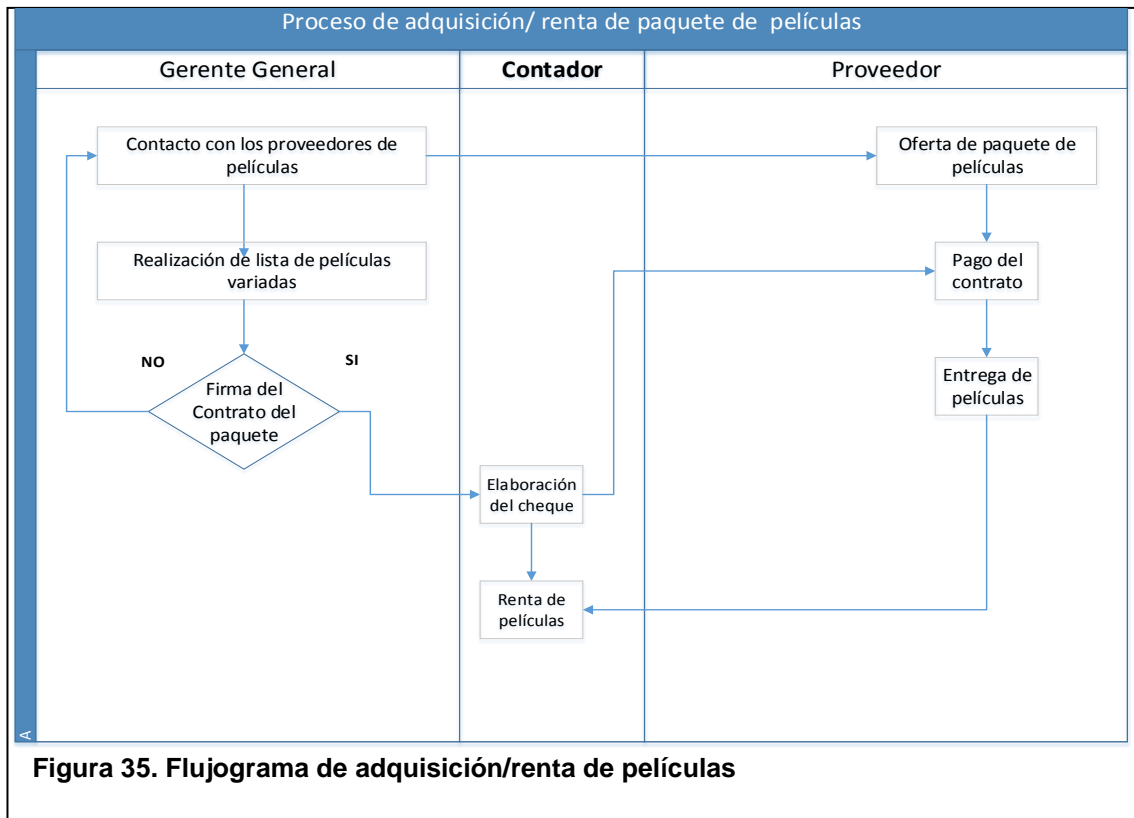 Proceso de adquisición/ renta de paquete de películas
Gerente General
Contador
Proveedor
Contacto con los proveedores de
películas
Oferta de paquete de
películas
Realización de lista de películas
variadas
Pago del
contrato
NO
SI
Firma del
Contrato del
paquete
Entrega de
películas
Elaboración
del cheque
Renta de
películas
A
Figura 35. Flujograma de adquisición/renta de películas